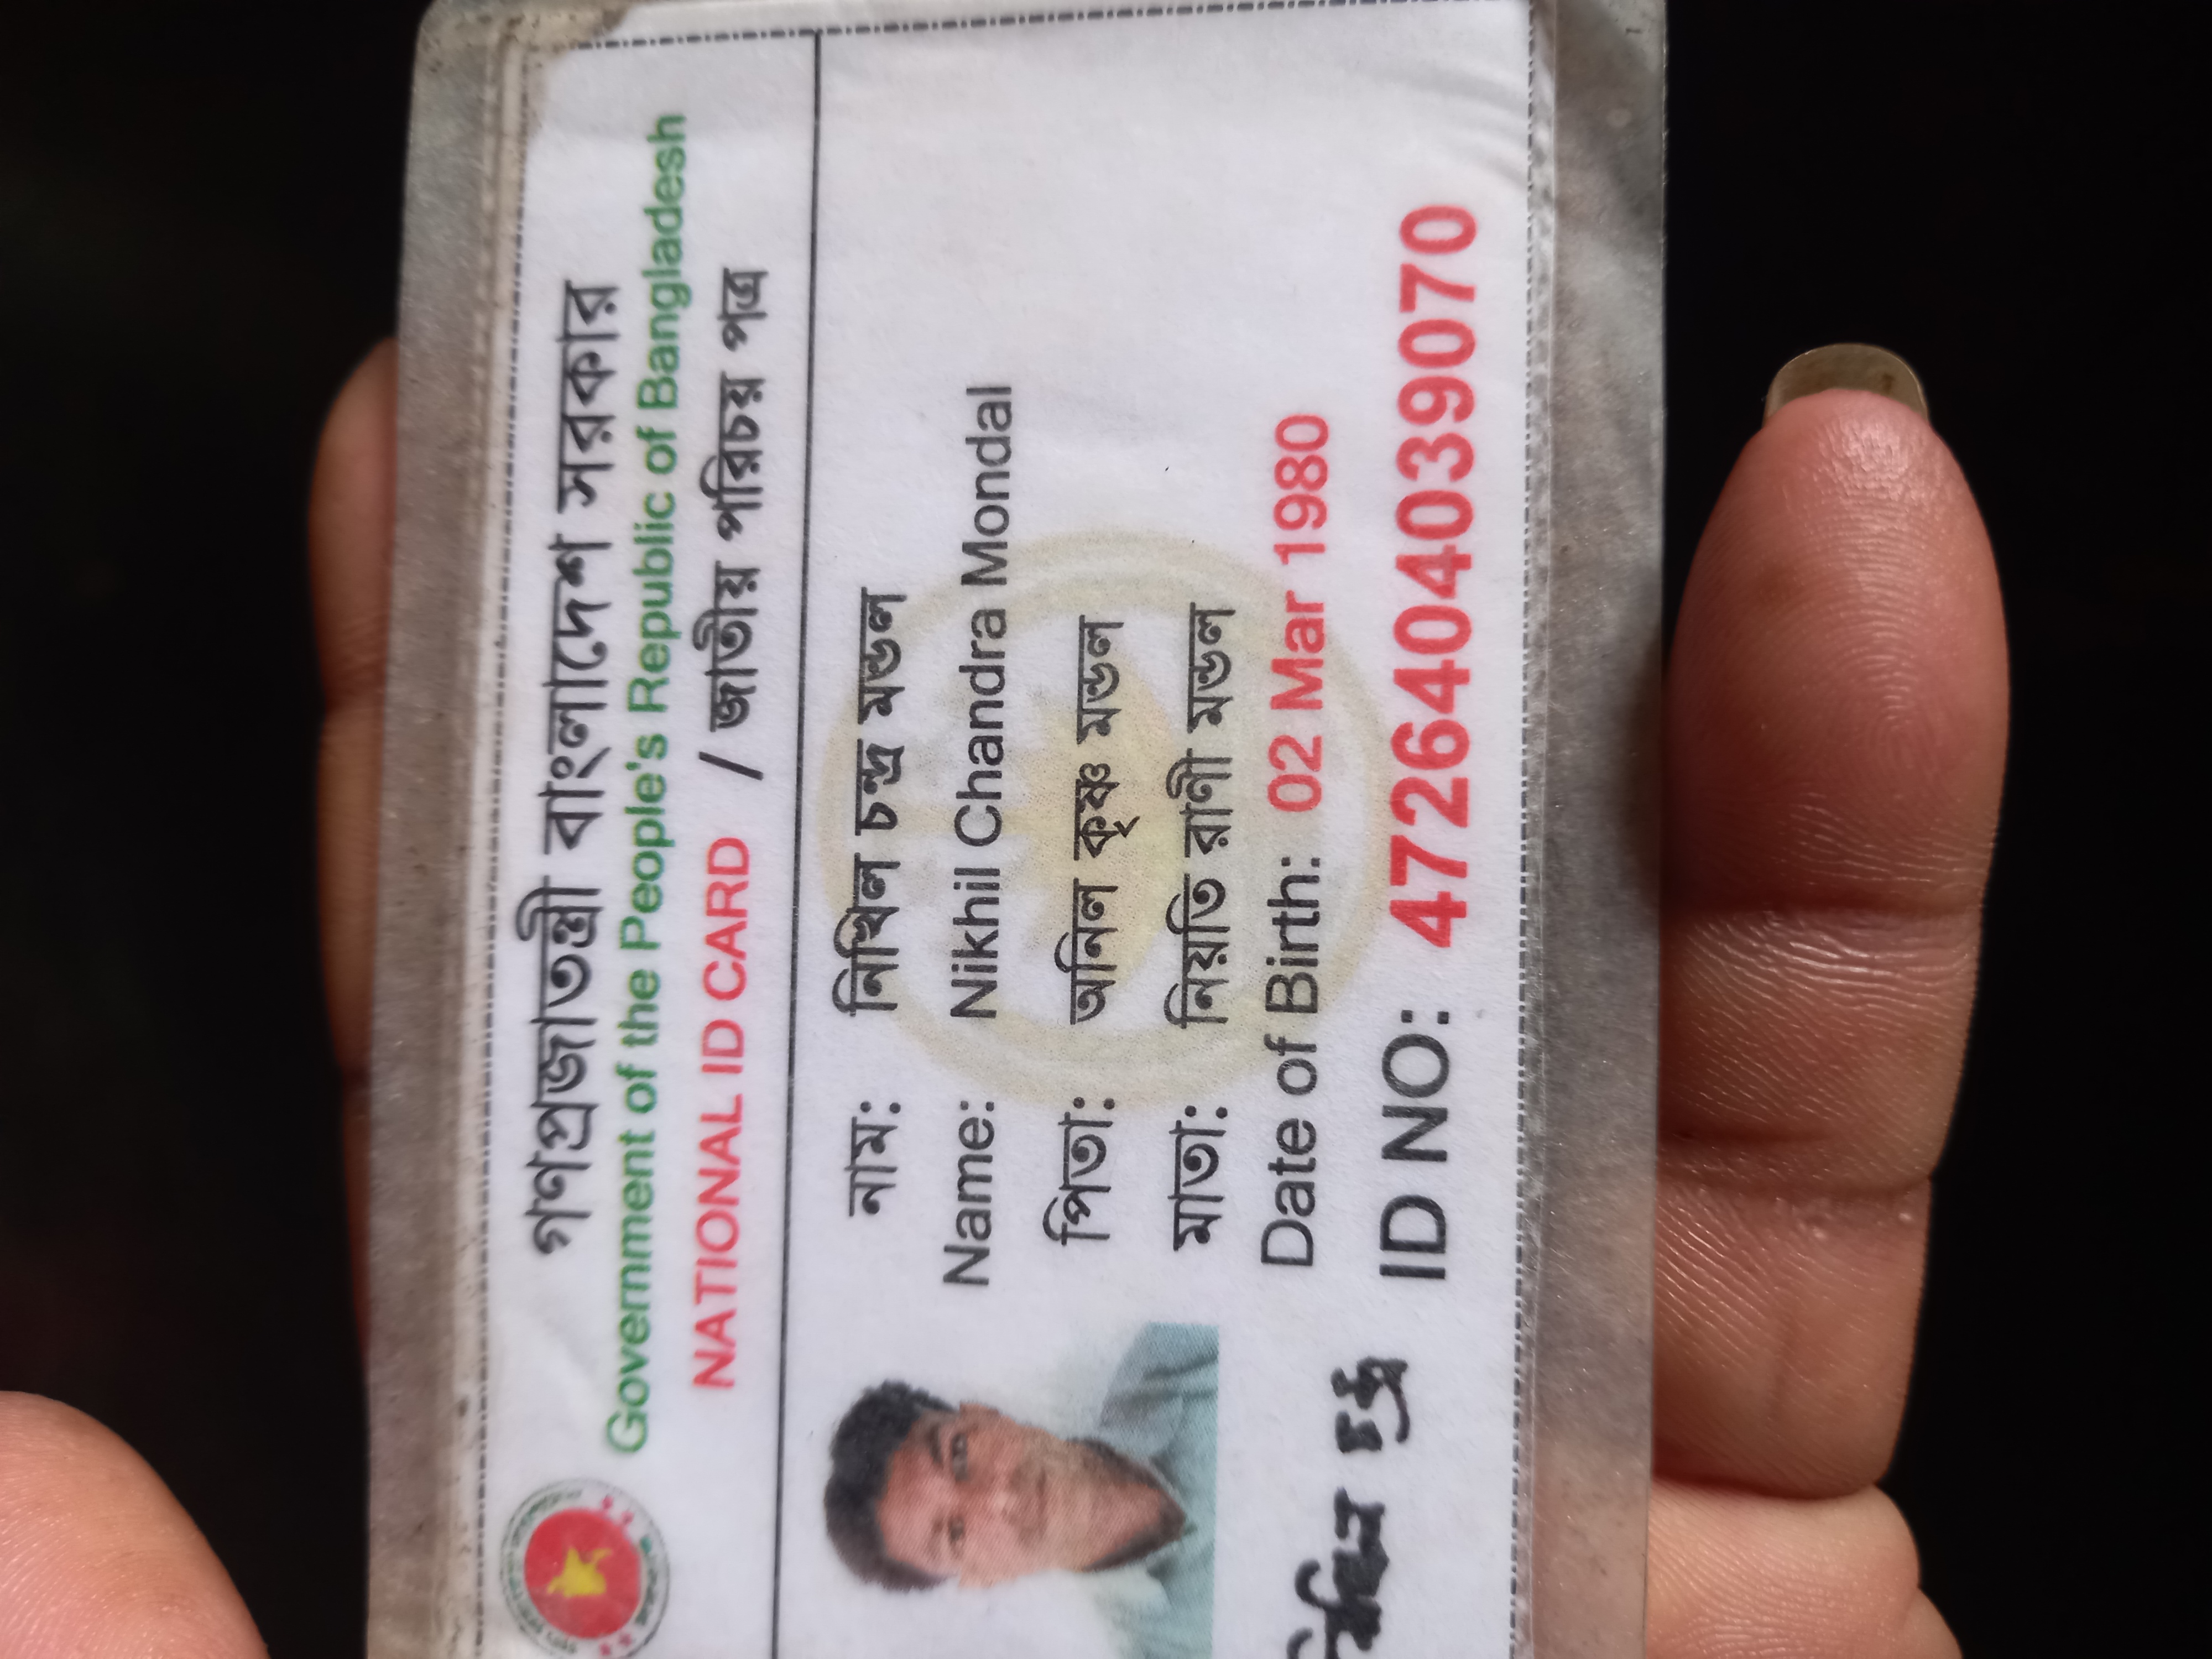 গণপ্রজাতন্ত্রী বাংলাদেশ সরকার
Government of the People's Republic of Bangladesh
NATIONAL ID CARD / জাতীয় পরিচয় পত্র
নাম: নিখিল চন্দ্র মন্ডল
Name: Nikhil Chandra Mondal
পিতা: অনিল কৃষ্ণ মন্ডল
মাতা: নিয়তি রাণী মন্ডল
Date of Birth: 02 Mar 1980
নিখিল চন্দ্র
ID NO: 4726404039070